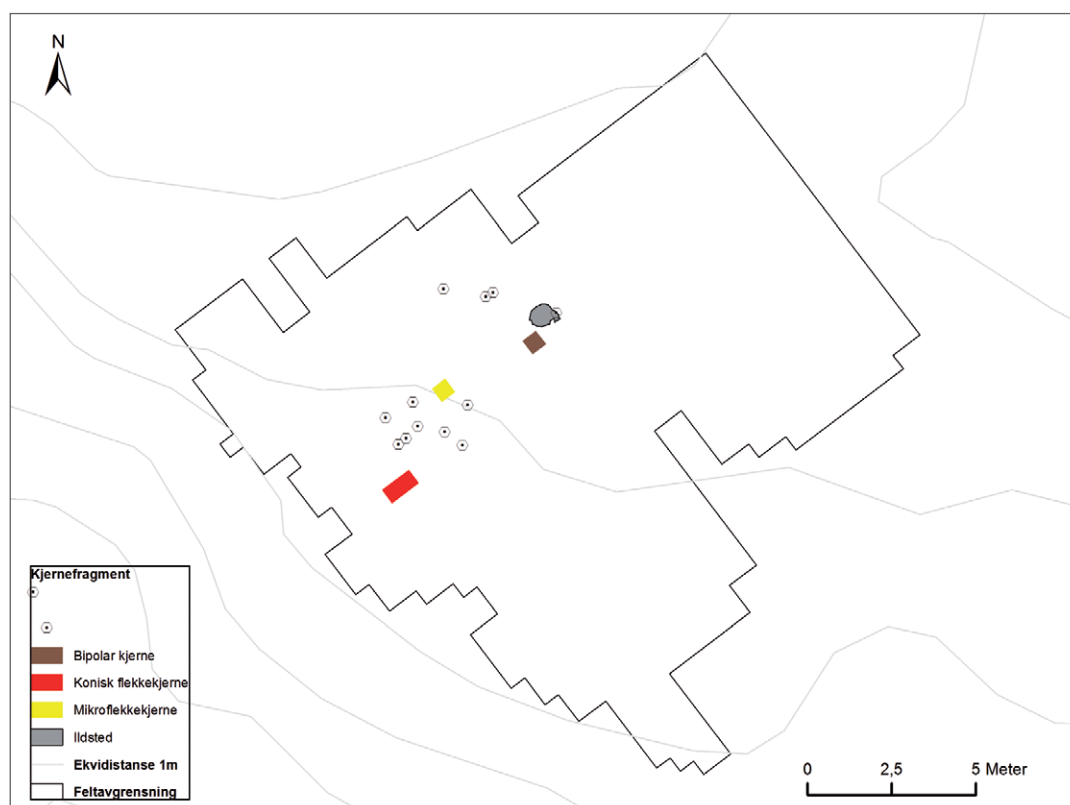 N
Kjernefragment
Bipolar kjerne
Konisk flekkekjerne
Mikroflekkekjerne
Ildsted
Ekvidistanse 1m
Feltavgrensning
0 2,5 5 Meter